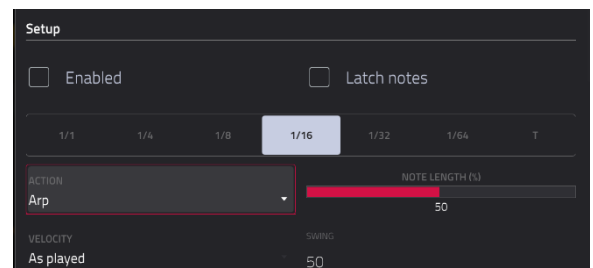 Setup
Enabled Latch notes
1/1 1/4 1/8 1/16 1/32 1/64 T
ACTION
Arp
NOTE LENGTH (%)
50
VELOCITY
As played
SWING
50